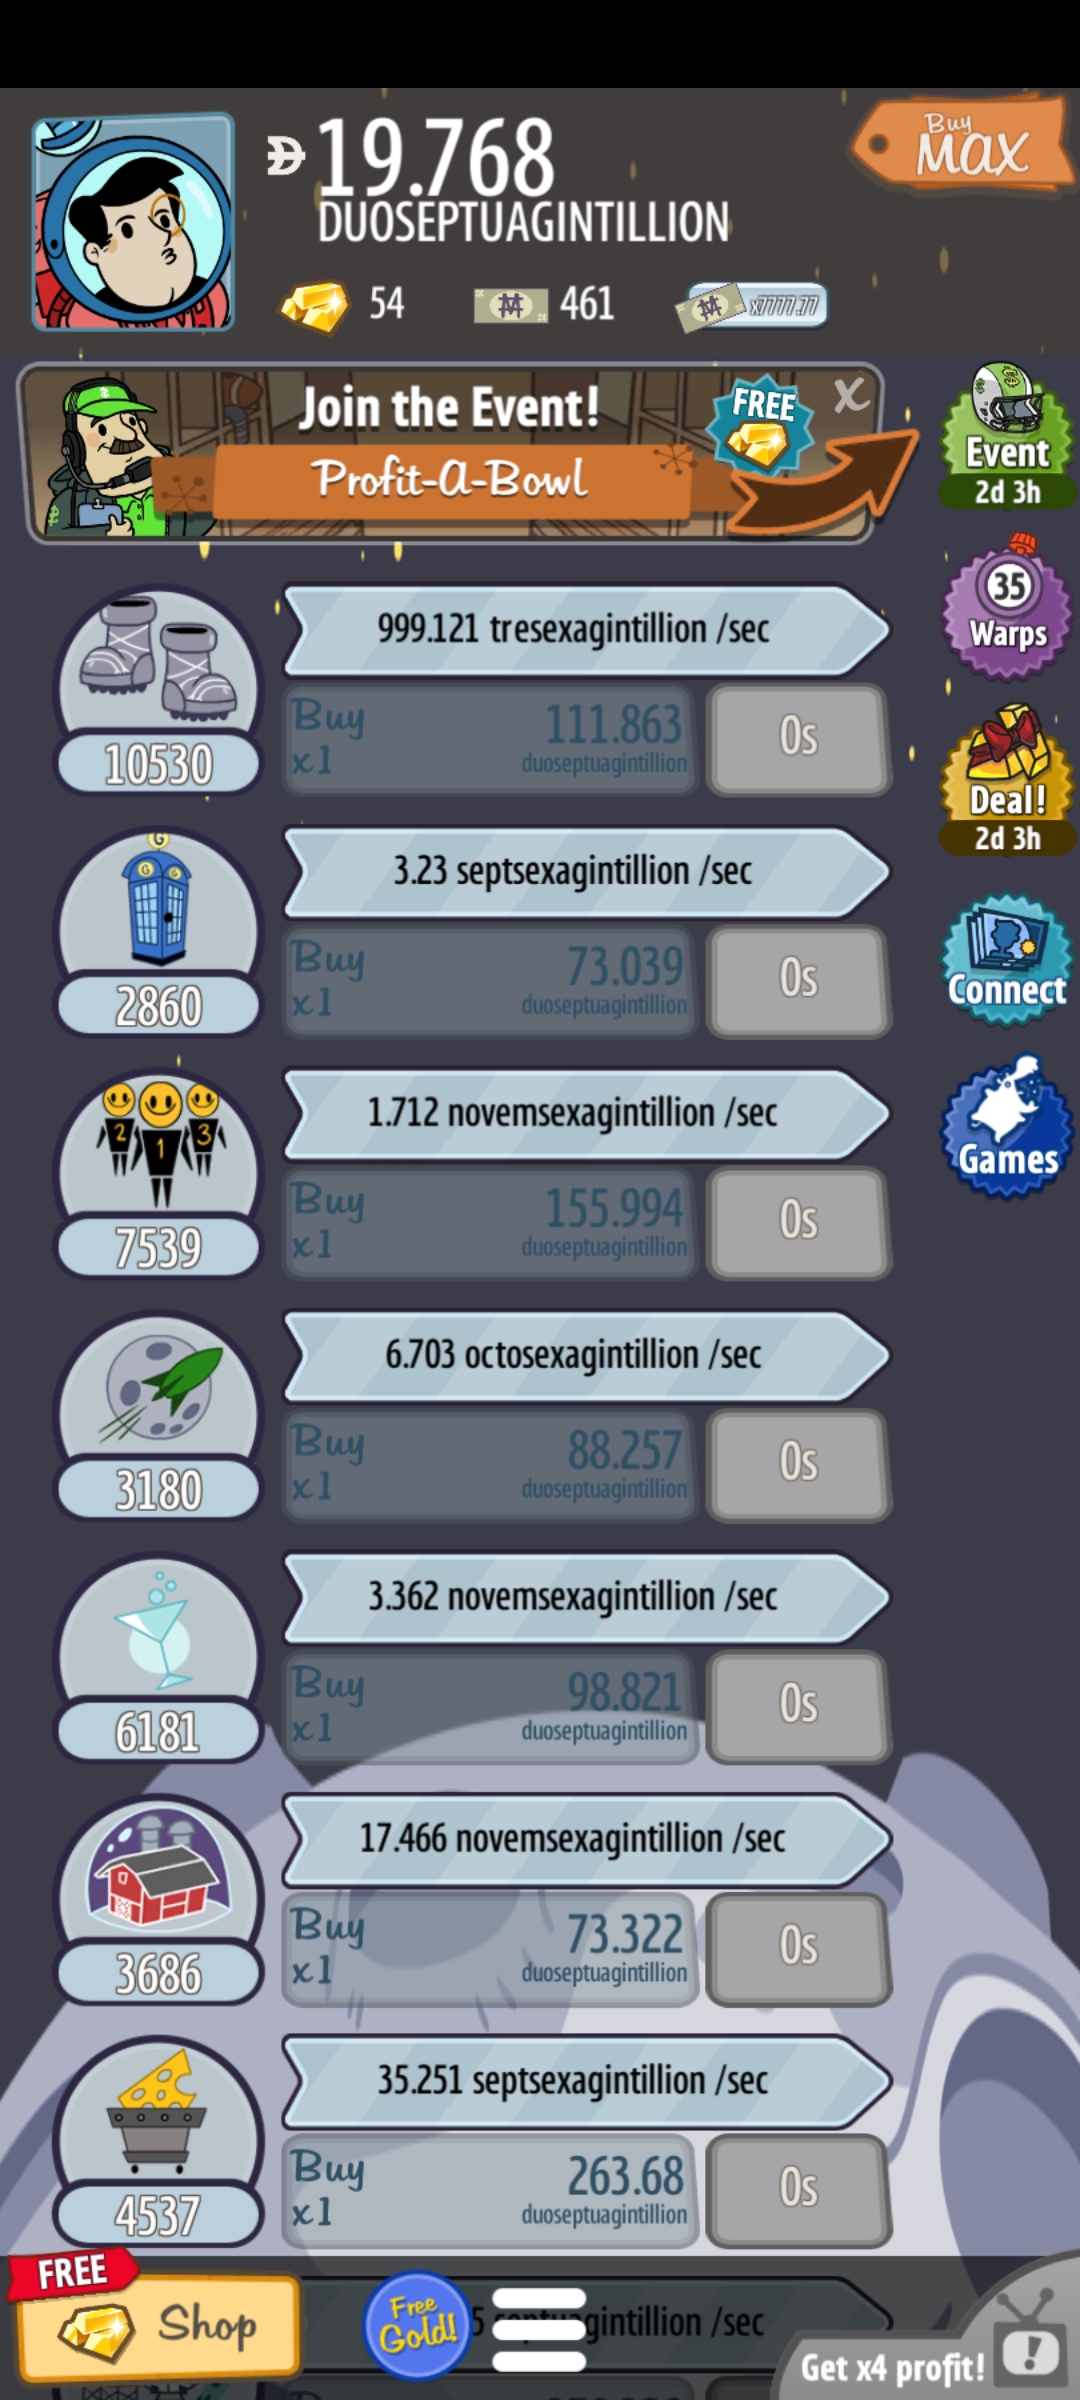 19.768
DUOSEPTUAGINTILLION
Buy
MAX
54
461
x7777.77
Join the Event!
Profit-A-Bowl
FREE
X
Event
2d 3h
35
Warps
Deal!
2d 3h
Connect
Games
999.121 tresexagintillion /sec
10530
Buy
x1
111.863
duoseptuagintillion
0s
G
G G
3.23 septsexagintillion /sec
2860
Buy
x1
73.039
duoseptuagintillion
0s
2 1 3
1.712 novemsexagintillion /sec
7539
Buy
x1
155.994
duoseptuagintillion
0s
6.703 octosexagintillion /sec
3180
Buy
x1
88.257
duoseptuagintillion
0s
3.362 novemsexagintillion /sec
6181
Buy
x1
98.821
duoseptuagintillion
0s
17.466 novemsexagintillion /sec
3686
Buy
x1
73.322
duoseptuagintillion
0s
35.251 septsexagintillion /sec
4537
Buy
x1
263.68
duoseptuagintillion
0s
FREE
Shop
Free
Gold!
/sec
Get x4 profit!
!